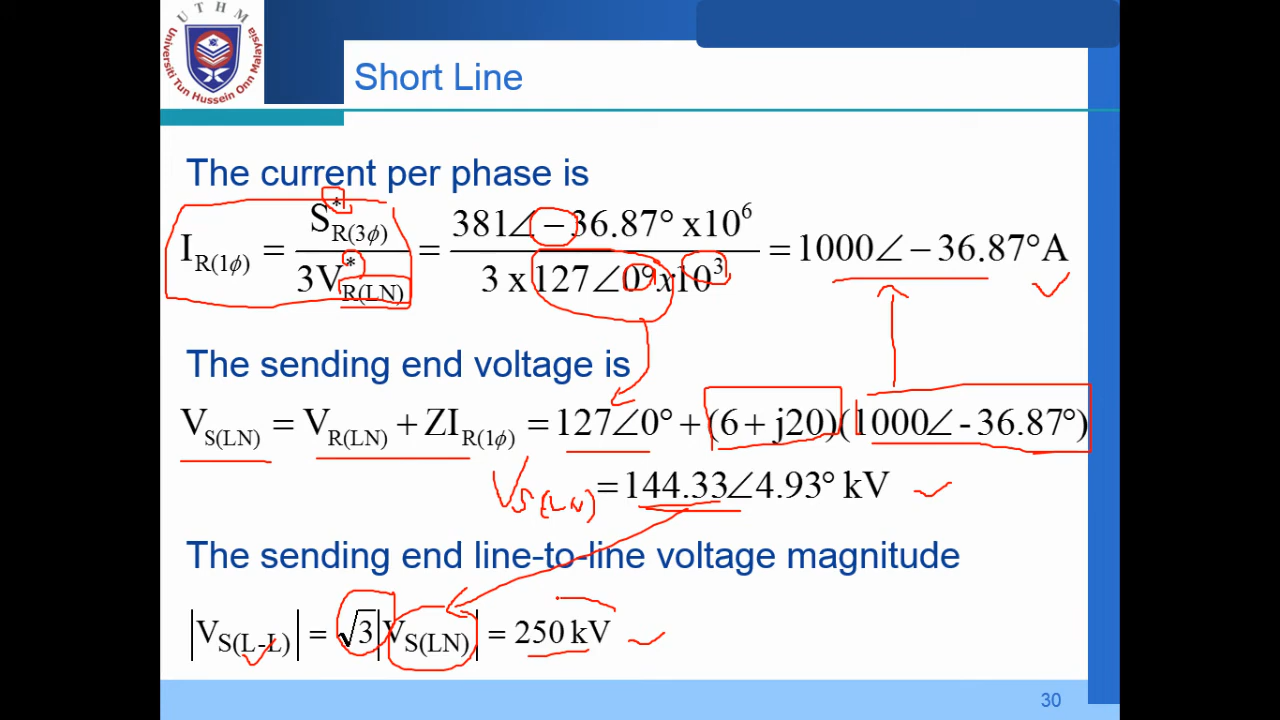 UTHM
Universiti Tun Hussein Onn Malaysia
Short Line
The current per phase is
I_R(1ϕ) = S*_R(3ϕ) / 3V*_R(LN) = 381∠−36.87° x10^6 / 3 x 127∠0° x10^3 = 1000∠−36.87°A
The sending end voltage is
V_S(LN) = V_R(LN) + ZI_R(1ϕ) = 127∠0° + (6 + j20)(1000∠-36.87°)
V_S(LN) = 144.33∠4.93° kV
The sending end line-to-line voltage magnitude
|V_S(L-L)| = √3|V_S(LN)| = 250 kV
30